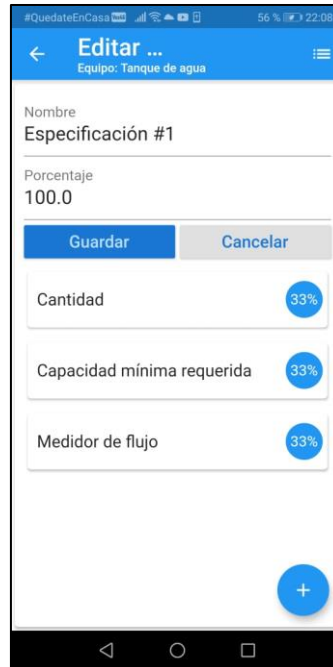 #QuedateEnCasa 56 % 22:08
Editar ...
Equipo: Tanque de agua
Nombre
Especificación #1
Porcentaje
100.0
Guardar Cancelar
Cantidad 33%
Capacidad mínima requerida 33%
Medidor de flujo 33%
+